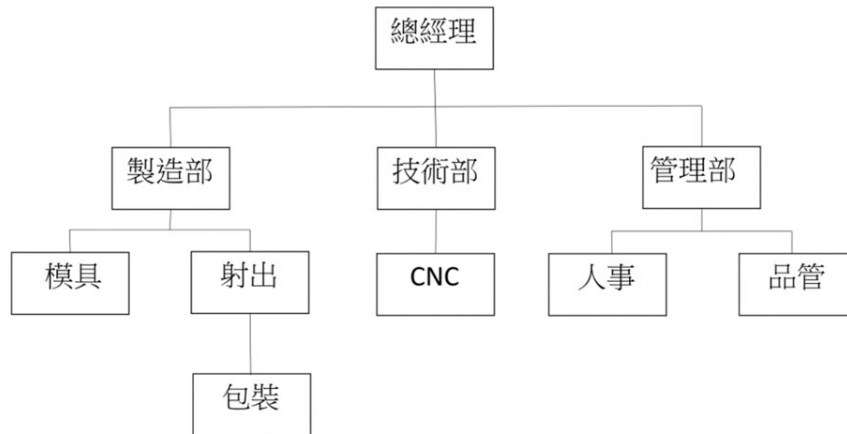 總經理
製造部
技術部
管理部
模具
射出
CNC
人事
品管
包裝